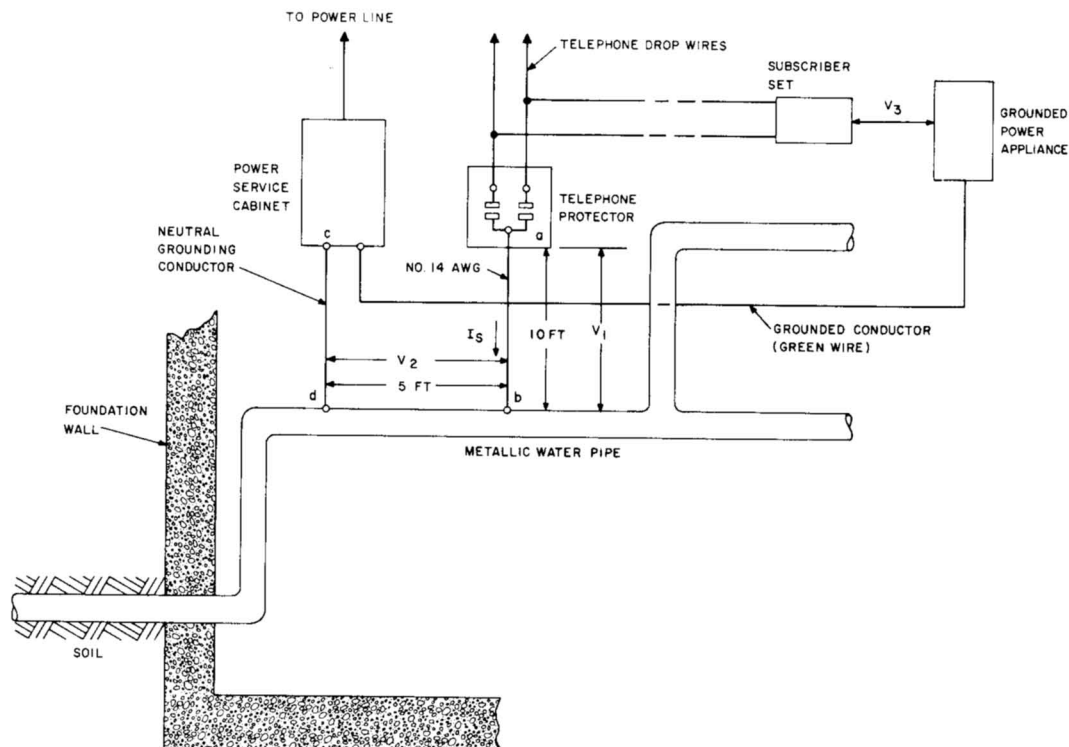 TO POWER LINE
TELEPHONE DROP WIRES
SUBSCRIBER
SET
V3
GROUNDED
POWER
APPLIANCE
POWER
SERVICE
CABINET
TELEPHONE
PROTECTOR
c
a
NEUTRAL
GROUNDING
CONDUCTOR
NO. 14 AWG
IS
10 FT
V1
GROUNDED CONDUCTOR
(GREEN WIRE)
V2
5 FT
d
b
FOUNDATION
WALL
METALLIC WATER PIPE
SOIL